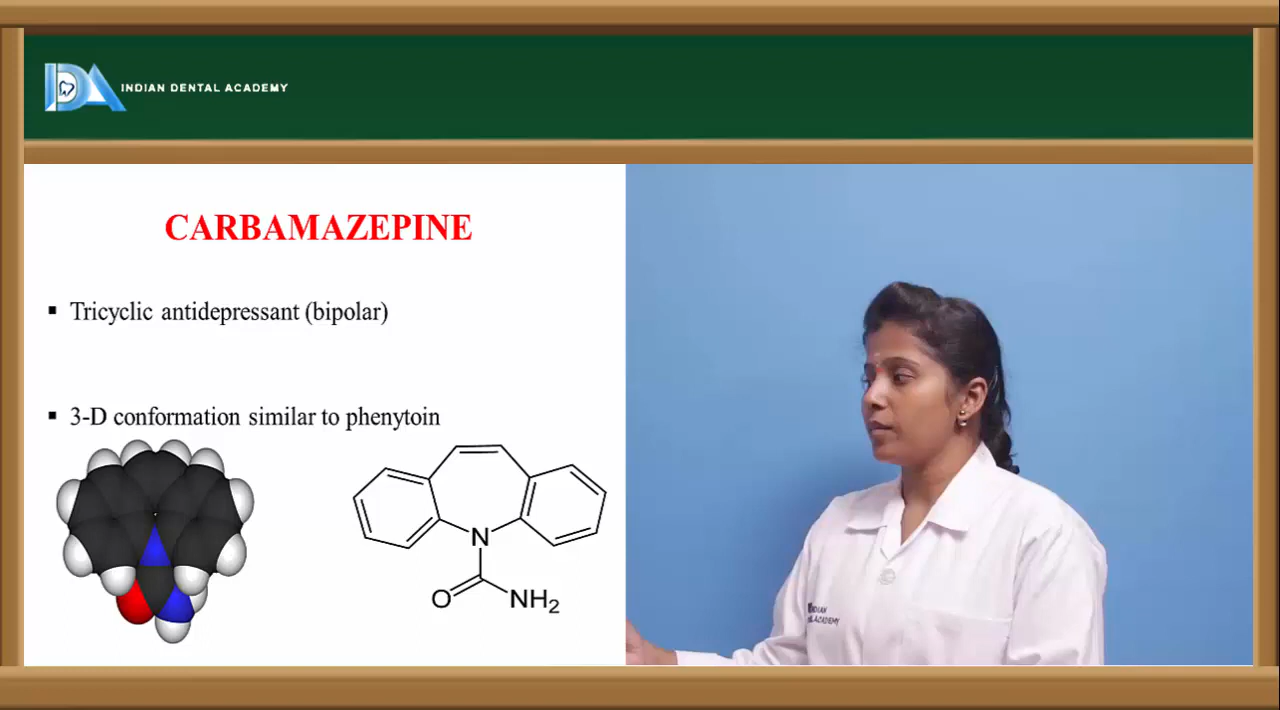 INDIAN DENTAL ACADEMY
CARBAMAZEPINE
▪ Tricyclic antidepressant (bipolar)
▪ 3-D conformation similar to phenytoin
N
O
NH2